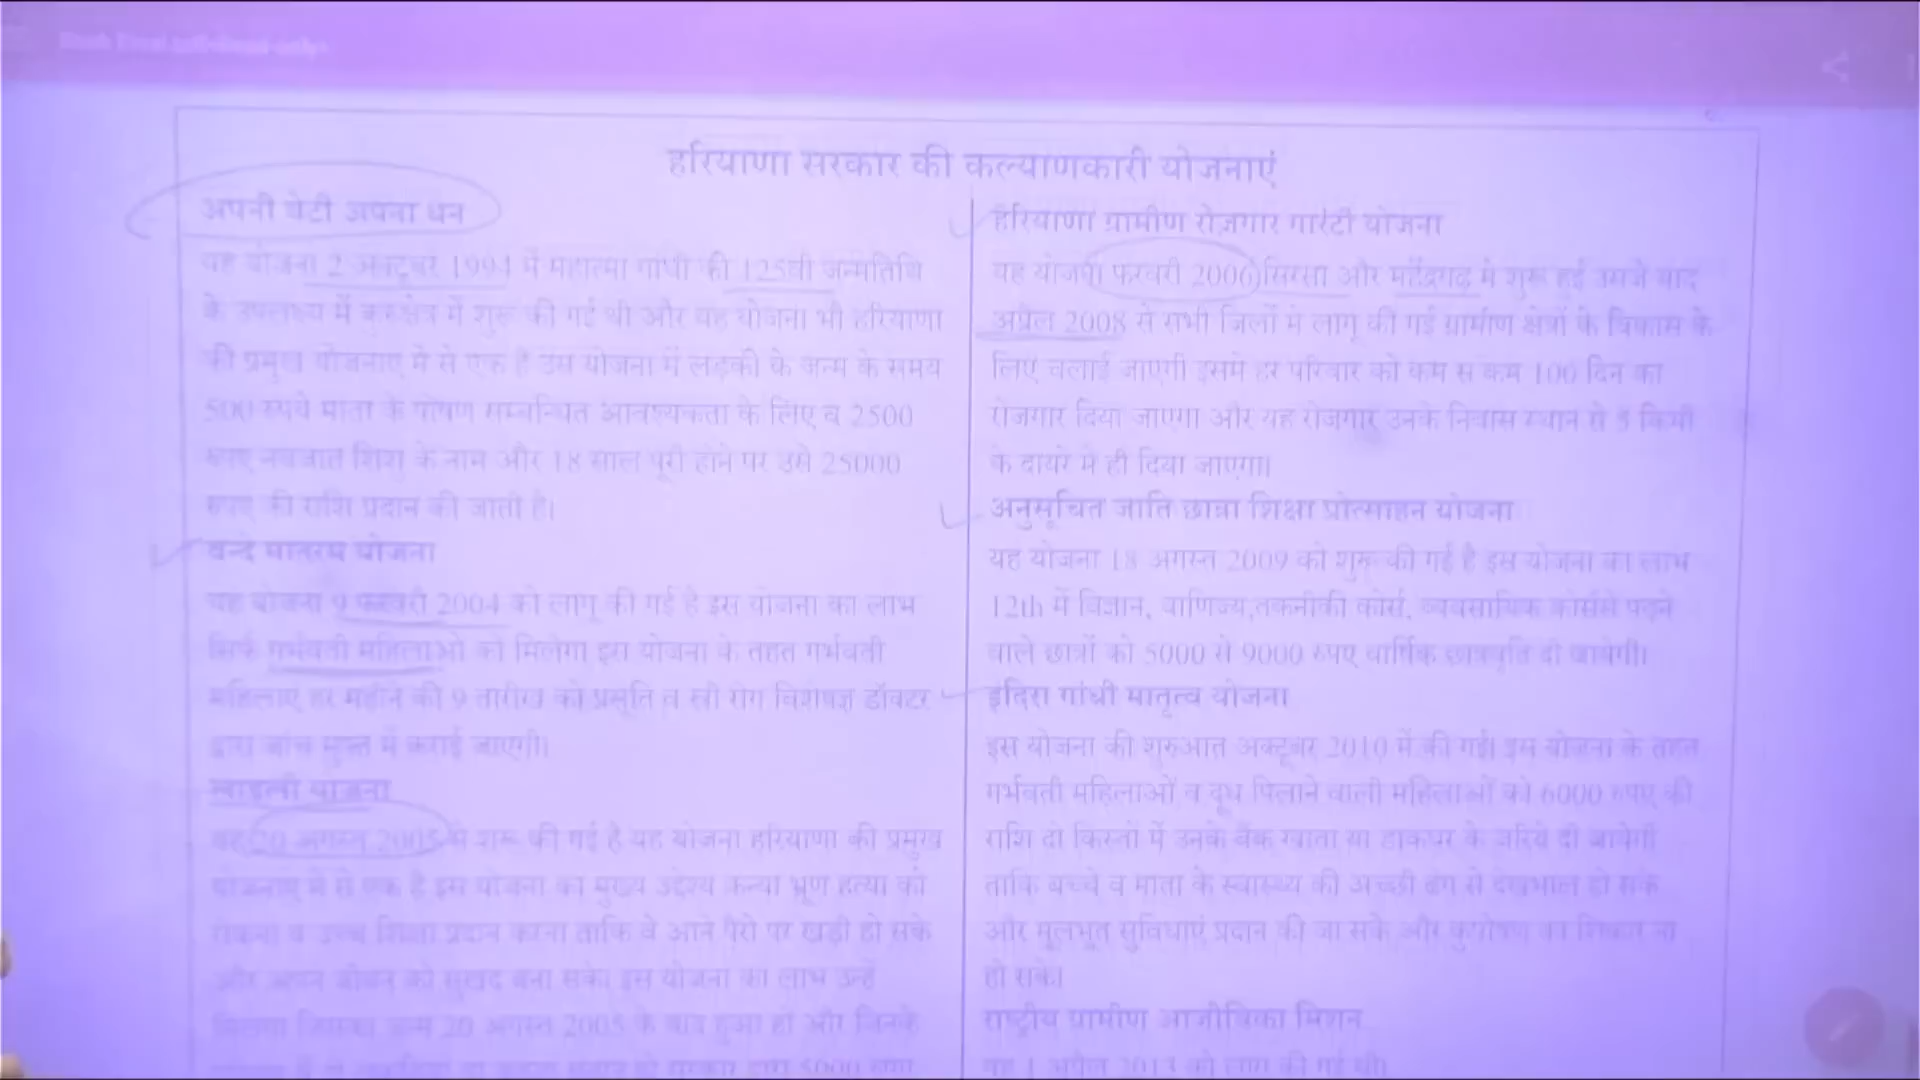 हरियाणा सरकार की कल्याणकारी योजनाएं
अपनी बेटी अपना धन
यह योजना 2 अक्टूबर 1994 में महात्मा गांधी की 125वीं जन्मतिथि
के उपलक्ष्य में कुरुक्षेत्र में शुरू की गई थी और यह योजना भी हरियाणा
की प्रमुख योजनाएं में से एक है इस योजना में लड़की के जन्म के समय
500 रुपये माता के पोषण सम्बन्धित आवश्यकता के लिए व 2500
रुपए नवजात शिशु के नाम और 18 साल पूरी होने पर उसे 25000
रुपए की राशि प्रदान की जाती है।
वन्दे मातरम योजना
यह योजना 9 फरवरी 2004 को लागू की गई है इस योजना का लाभ
सिर्फ गर्भवती महिलाओं को मिलेगा इस योजना के तहत गर्भवती
महिलाएं हर महीने की 9 तारीख को प्रसूति व स्त्री रोग विशेषज्ञ डॉक्टर
द्वारा जांच मुफ्त में कराई जाएगी।
लाडली योजना
यह 20 अगस्त 2005 में शुरू की गई है यह योजना हरियाणा की प्रमुख
योजनाएं में से एक है इस योजना का मुख्य उद्देश्य कन्या भ्रूण हत्या को
रोकना व उच्च शिक्षा प्रदान करना ताकि वे अपने पैरो पर खड़ी हो सके
और अपने जीवन को सुखद बना सके। इस योजना का लाभ उन्हें
मिलेगा जिसका जन्म 20 अगस्त 2005 के बाद हुआ हो और जिनके
5000 रुपए
हरियाणा ग्रामीण रोजगार गारंटी योजना
यह योजना फरवरी 2006 सिरसा और महेंद्रगढ़ में शुरू हुई उसके बाद
अप्रैल 2008 से सभी जिलों में लागू की गई ग्रामीण क्षेत्रों के विकास के
लिए चलाई जाएगी इसमें हर परिवार को कम से कम 100 दिन का
रोजगार दिया जाएगा और यह रोजगार उनके निवास स्थान से 5 किमी
के दायरे में ही दिया जाएगा।
अनुसूचित जाति छात्रा शिक्षा प्रोत्साहन योजना
यह योजना 18 अगस्त 2009 को शुरू की गई है इस योजना का लाभ
12th में विज्ञान, वाणिज्य,तकनीकी कोर्स, व्यवसायिक कोर्समें पढ़ने
वाले छात्रों को 5000 से 9000 रुपए वार्षिक छात्रवृति दी जायेगी।
इंदिरा गांधी मातृत्व योजना
इस योजना की शुरुआत अक्टूबर 2010 में की गई। इस योजना के तहत
गर्भवती महिलाओं व दूध पिलाने वाली महिलाओं को 6000 रुपए की
राशि दो किस्तों में उनके बैंक खाता या डाकघर के जरिये दी जायेगी
ताकि बच्चे व माता के स्वास्थ्य की अच्छी ढंग से देखभाल हो सके
और मूलभूत सुविधाएं प्रदान की जा सके और कुपोषण का शिकार ना
हो सके।
राष्ट्रीय ग्रामीण आजीविका मिशन
यह 1 अप्रैल 2013 को लागू की गई थी।